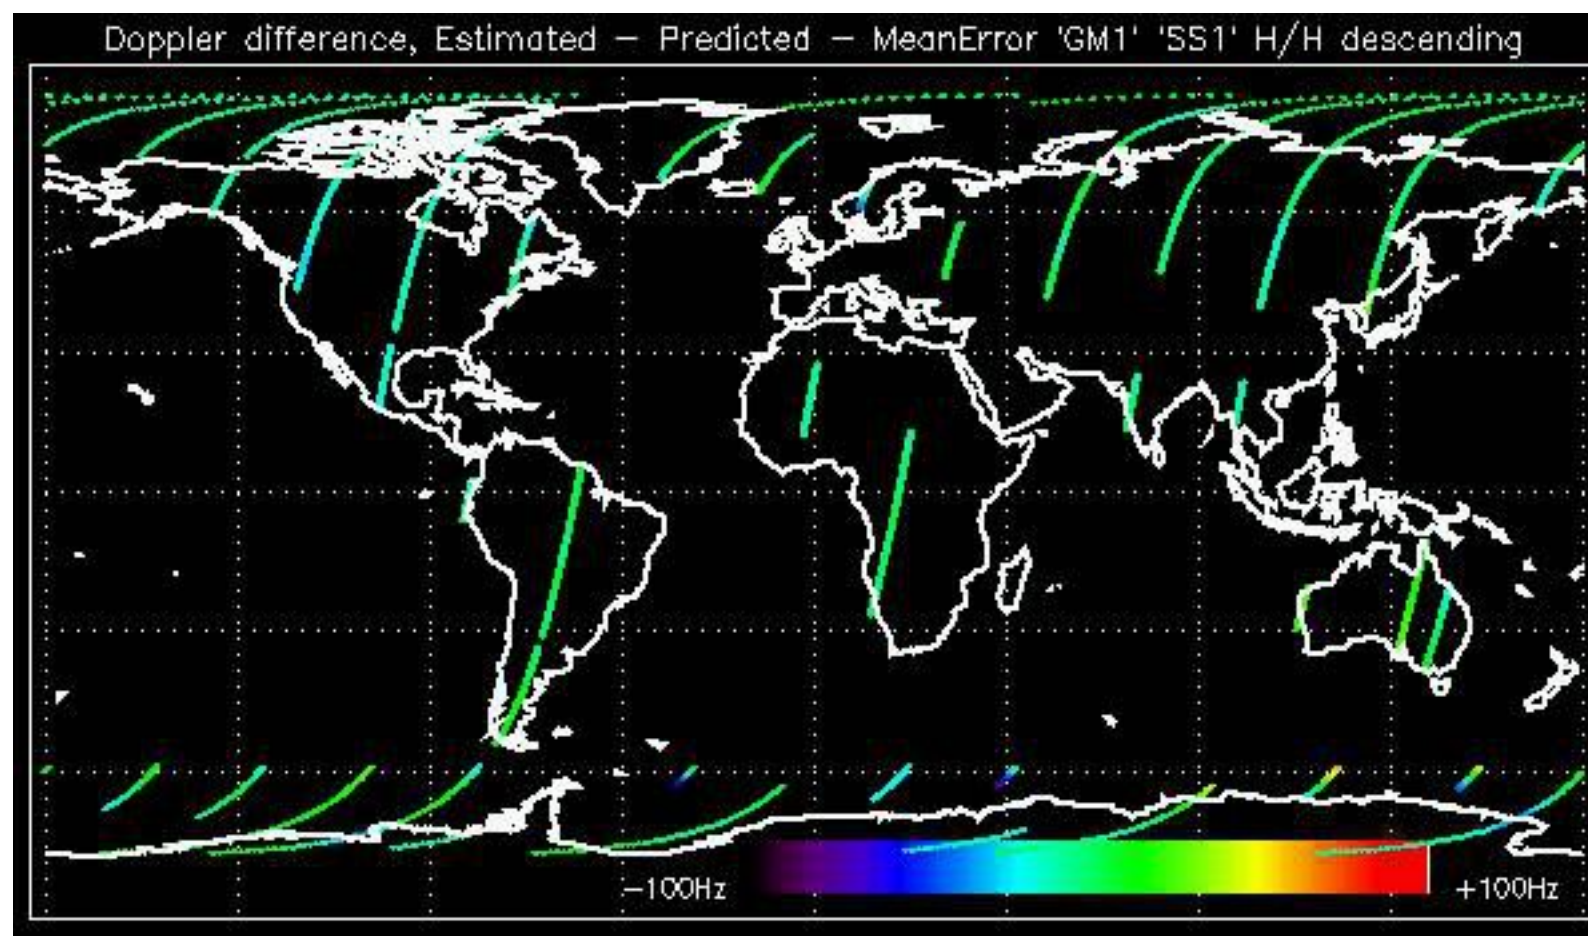 Doppler difference, Estimated – Predicted – MeanError 'GM1' 'SS1' H/H descending
–100Hz +100Hz